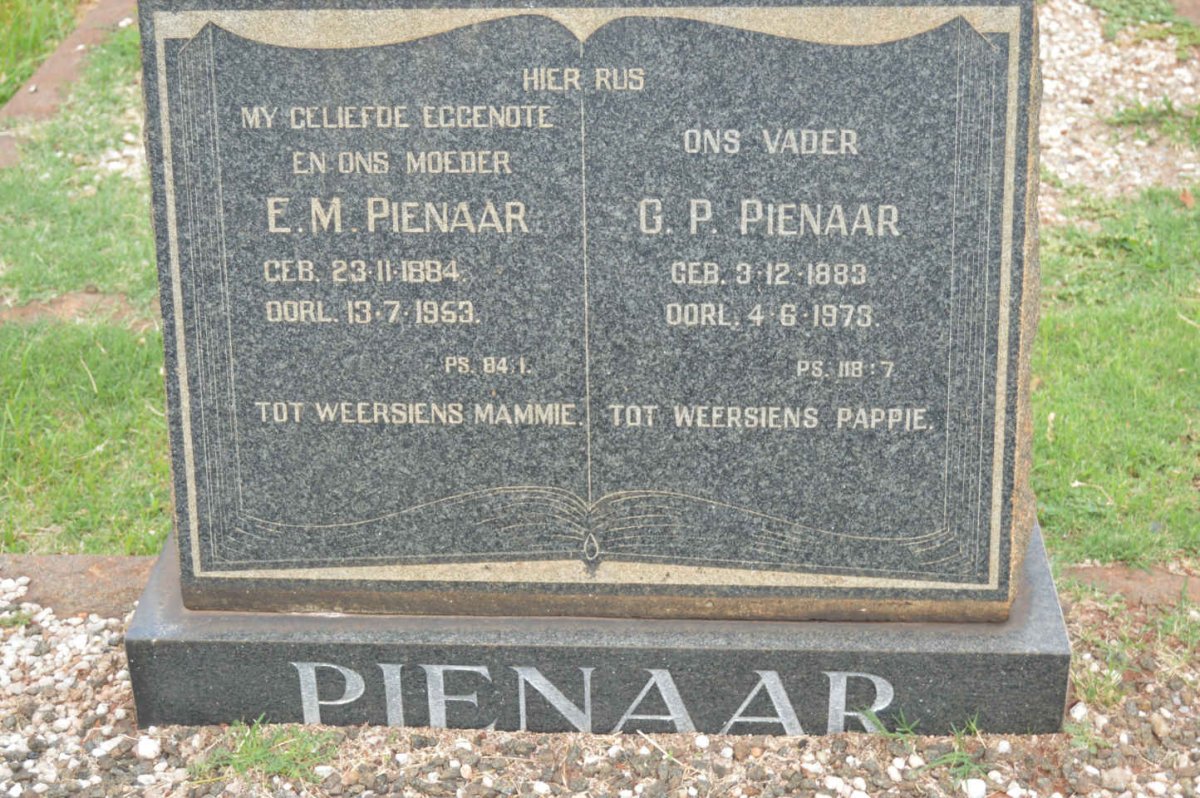 HIER RUS
MY GELIEFDE EGGENOTE
EN ONS MOEDER
E. M. PIENAAR
GEB. 23·11·1884.
OORL. 13·7·1953.
PS. 84:1.
TOT WEERSIENS MAMMIE.
ONS VADER
G. P. PIENAAR
GEB. 3·12·1883
OORL. 4·6·1973.
PS. 118:7
TOT WEERSIENS PAPPIE.
PIENAAR